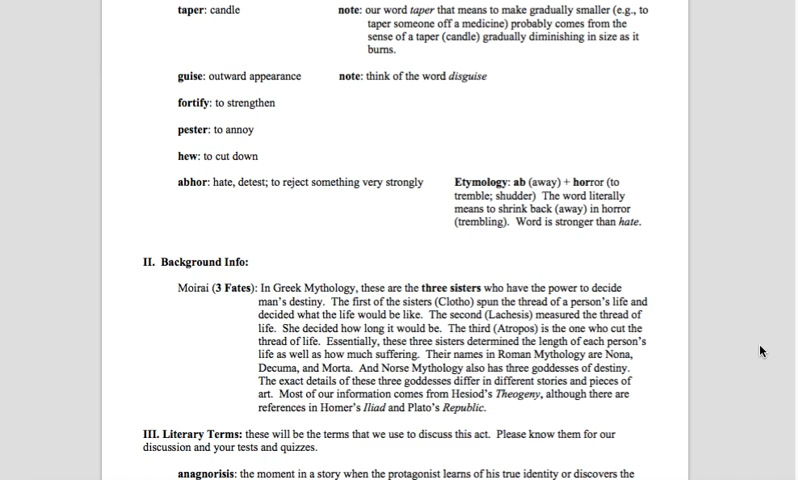 taper: candle note: our word taper that means to make gradually smaller (e.g., to
taper someone off a medicine) probably comes from the
sense of a taper (candle) gradually diminishing in size as it
burns.
guise: outward appearance note: think of the word disguise
fortify: to strengthen
pester: to annoy
hew: to cut down
abhor: hate, detest; to reject something very strongly Etymology: ab (away) + horror (to
tremble; shudder) The word literally
means to shrink back (away) in horror
(trembling). Word is stronger than hate.
II. Background Info:
Moirai (3 Fates): In Greek Mythology, these are the three sisters who have the power to decide
man's destiny. The first of the sisters (Clotho) spun the thread of a person's life and
decided what the life would be like. The second (Lachesis) measured the thread of
life. She decided how long it would be. The third (Atropos) is the one who cut the
thread of life. Essentially, these three sisters determined the length of each person's
life as well as how much suffering. Their names in Roman Mythology are Nona,
Decuma, and Morta. And Norse Mythology also has three goddesses of destiny.
The exact details of these three goddesses differ in different stories and pieces of
art. Most of our information comes from Hesiod's Theogeny, although there are
references in Homer's Iliad and Plato's Republic.
III. Literary Terms: these will be the terms that we use to discuss this act. Please know them for our
discussion and your tests and quizzes.
anagnorisis: the moment in a story when the protagonist learns of his true identity or discovers the